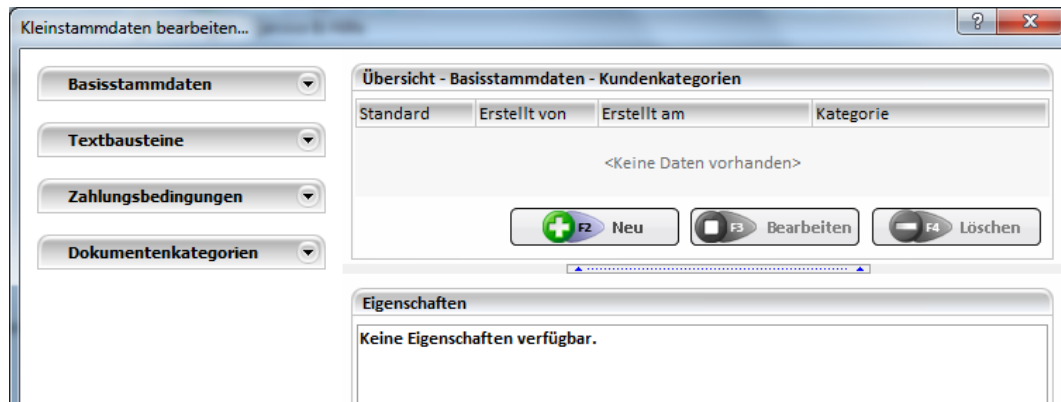 Kleinstammdaten bearbeiten...
?
X
Basisstammdaten
Textbausteine
Zahlungsbedingungen
Dokumentenkategorien
Übersicht - Basisstammdaten - Kundenkategorien
Standard Erstellt von Erstellt am Kategorie
<Keine Daten vorhanden>
F2 Neu F3 Bearbeiten F4 Löschen
Eigenschaften
Keine Eigenschaften verfügbar.